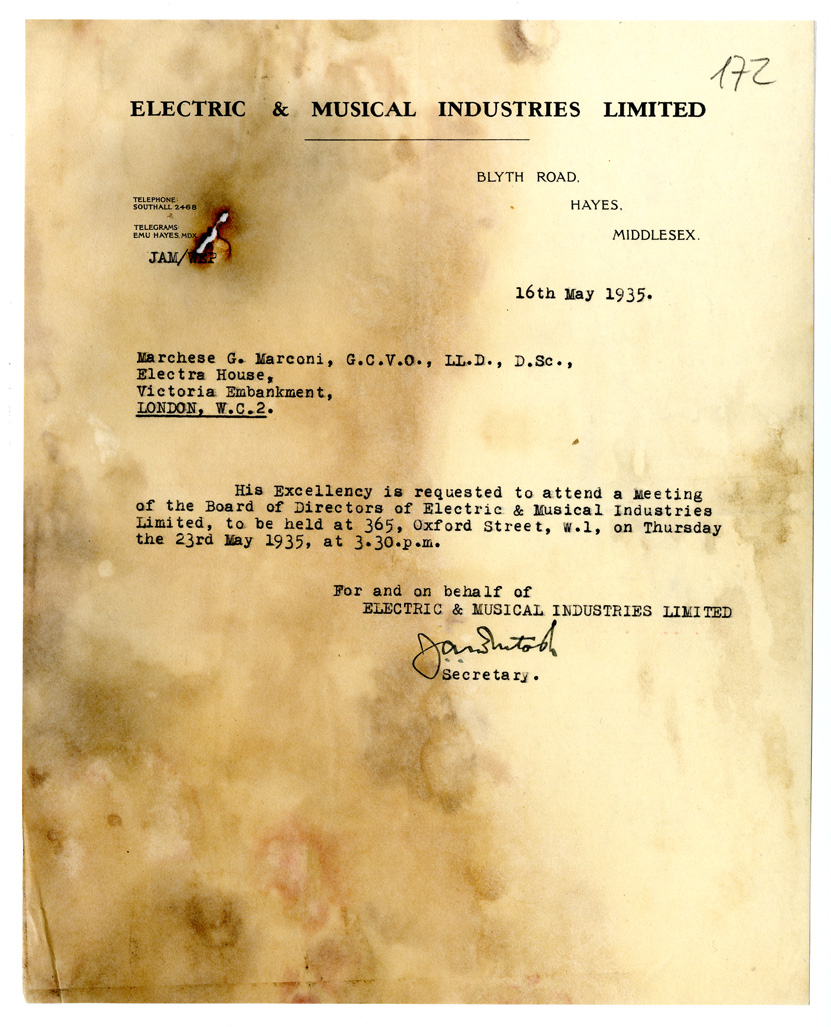 172
ELECTRIC & MUSICAL INDUSTRIES LIMITED
BLYTH ROAD,
HAYES,
MIDDLESEX.
TELEPHONE:
SOUTHALL 2468
TELEGRAMS:
EMU HAYES, MDX
JAM/WEP
16th May 1935.
Marchese G. Marconi, G.C.V.O., LL.D., D.Sc.,
Electra House,
Victoria Embankment,
LONDON, W.C.2.
His Excellency is requested to attend a Meeting
of the Board of Directors of Electric & Musical Industries
Limited, to be held at 365, Oxford Street, W.1, on Thursday
the 23rd May 1935, at 3.30.p.m.
For and on behalf of
ELECTRIC & MUSICAL INDUSTRIES LIMITED
Secretary.